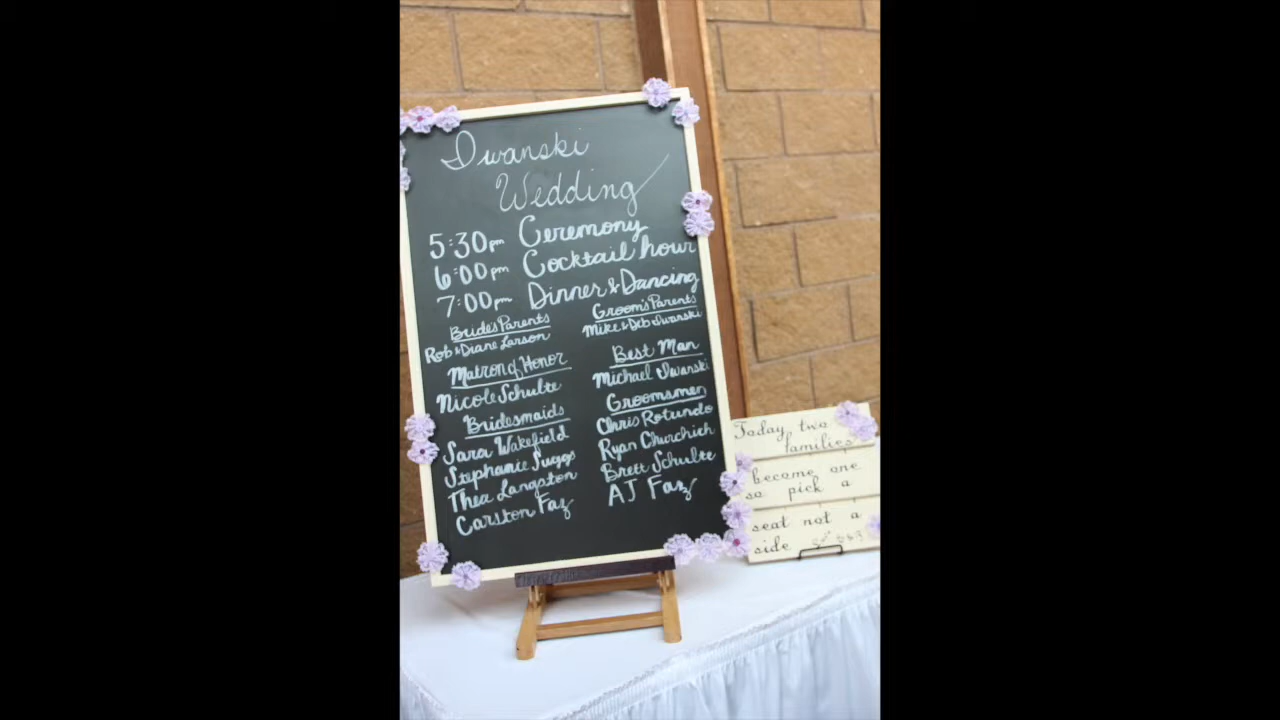 Iwanski
Wedding
5:30pm Ceremony
6:00pm Cocktail hour
7:00pm Dinner & Dancing
Brides Parents
Rob & Diane Larson
Matron of Honor
Nicole Schulte
Bridesmaids
Sara Wakefield
Stephanie Suggs
Thea Langston
Carston Faz
Groom's Parents
Mike & Deb Iwanski
Best Man
Michael Iwanski
Groomsmen
Chris Rotundo
Ryan Churchich
Brett Schulte
AJ Faz
Today two
families
become one
so pick a
seat not a
side